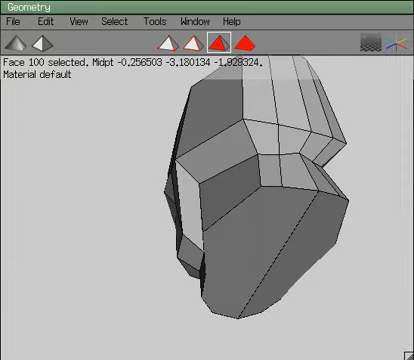 Geometry
File Edit View Select Tools Window Help
Face 100 selected. Midpt -0.256503 -3.180134 -1.929324.
Material default